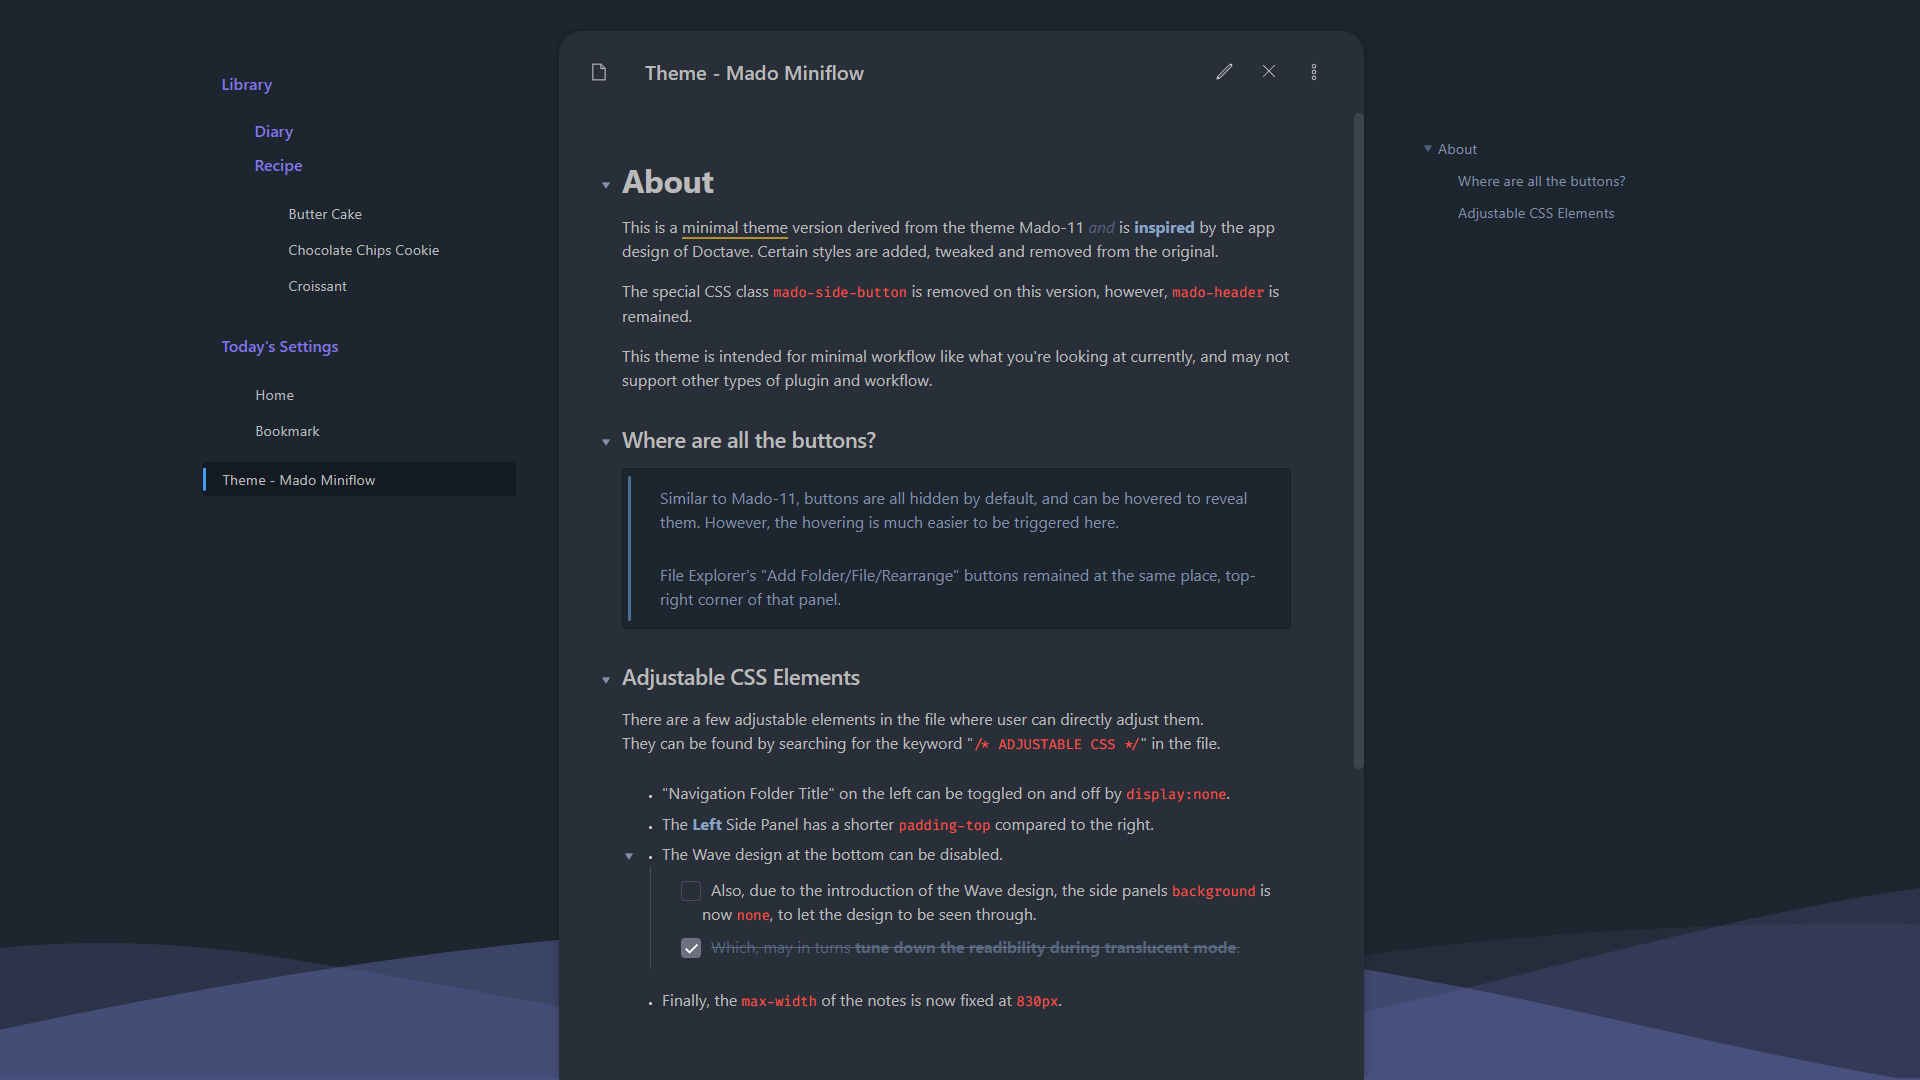 Library
Diary
Recipe
Butter Cake
Chocolate Chips Cookie
Croissant
Today's Settings
Home
Bookmark
Theme - Mado Miniflow
Theme - Mado Miniflow
About
This is a minimal theme version derived from the theme Mado-11 and is inspired by the app
design of Doctave. Certain styles are added, tweaked and removed from the original.
The special CSS class mado-side-button is removed on this version, however, mado-header is
remained.
This theme is intended for minimal workflow like what you're looking at currently, and may not
support other types of plugin and workflow.
Where are all the buttons?
Similar to Mado-11, buttons are all hidden by default, and can be hovered to reveal
them. However, the hovering is much easier to be triggered here.
File Explorer's "Add Folder/File/Rearrange" buttons remained at the same place, top-
right corner of that panel.
Adjustable CSS Elements
There are a few adjustable elements in the file where user can directly adjust them.
They can be found by searching for the keyword "/* ADJUSTABLE CSS */" in the file.
"Navigation Folder Title" on the left can be toggled on and off by display:none.
The Left Side Panel has a shorter padding-top compared to the right.
The Wave design at the bottom can be disabled.
Also, due to the introduction of the Wave design, the side panels background is
now none, to let the design to be seen through.
Which, may in turns tune down the readibility during translucent mode.
Finally, the max-width of the notes is now fixed at 830px.
About
Where are all the buttons?
Adjustable CSS Elements